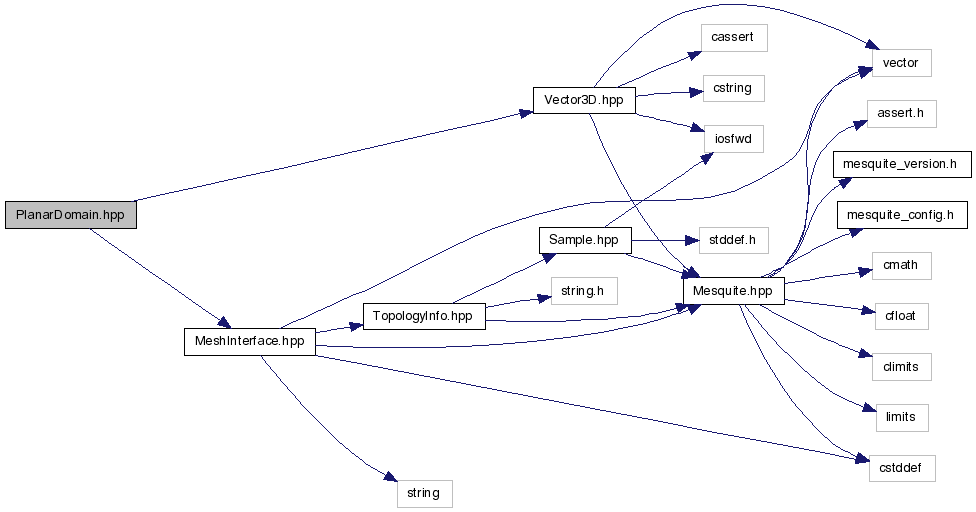 cassert
vector
cstring
Vector3D.hpp
assert.h
iosfwd
mesquite_version.h
PlanarDomain.hpp
mesquite_config.h
Sample.hpp
stddef.h
cmath
string.h
Mesquite.hpp
TopologyInfo.hpp
cfloat
MeshInterface.hpp
climits
limits
cstddef
string